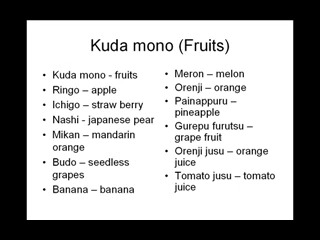 Kuda mono (Fruits)
• Kuda mono - fruits
• Ringo – apple
• Ichigo – straw berry
• Nashi - japanese pear
• Mikan – mandarin
orange
• Budo – seedless
grapes
• Banana – banana
• Meron – melon
• Orenji – orange
• Painappuru –
pineapple
• Gurepu furutsu –
grape fruit
• Orenji jusu – orange
juice
• Tomato jusu – tomato
juice